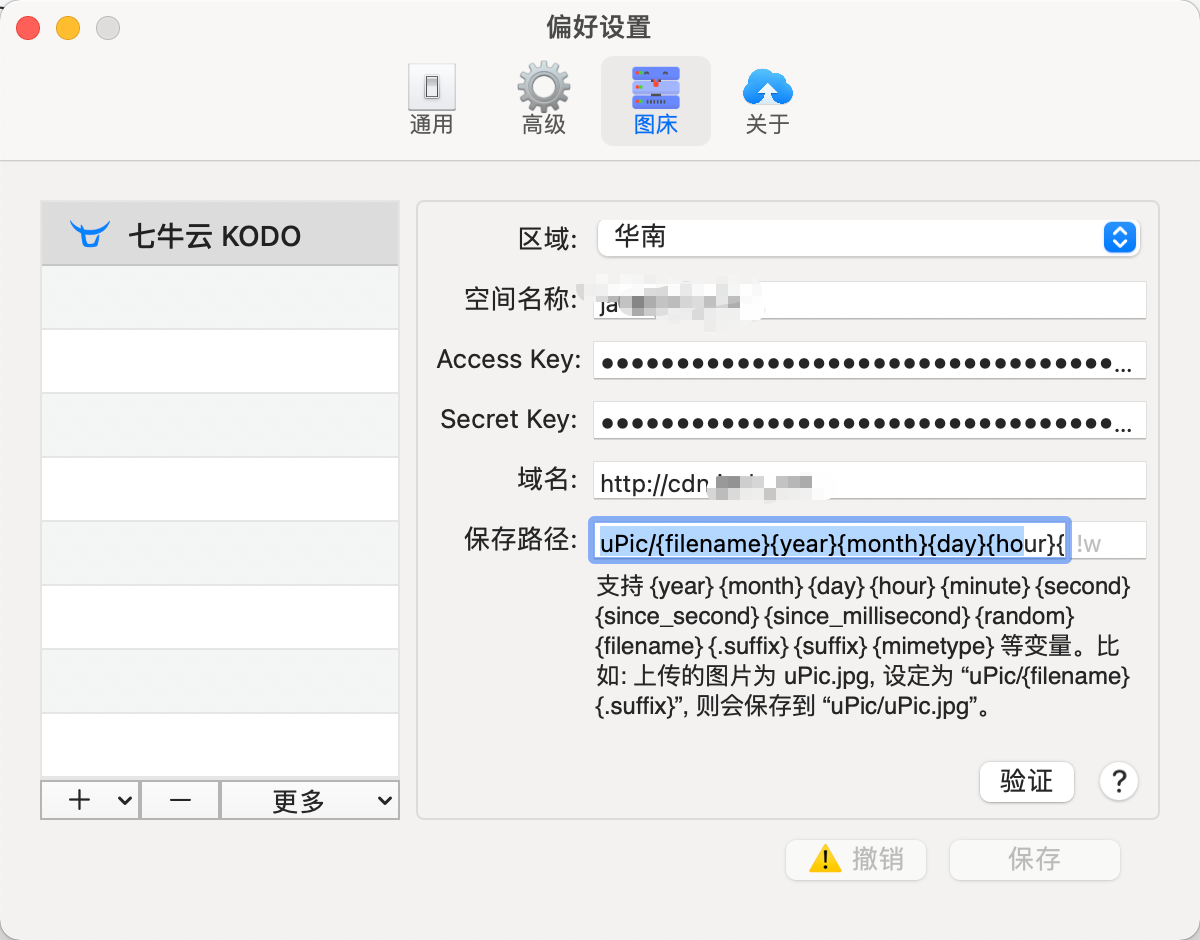 偏好设置
通用
高级
图床
关于
七牛云 KODO
区域: 华南
空间名称: ja
Access Key: ●●●●●●●●●●●●●●●●●●●●●●●●●●●●●●●●●●...
Secret Key: ●●●●●●●●●●●●●●●●●●●●●●●●●●●●●●●●●●...
域名: http://cdn
保存路径: uPic/{filename}{year}{month}{day}{hour}{ !w
支持 {year} {month} {day} {hour} {minute} {second}
{since_second} {since_millisecond} {random}
{filename} {.suffix} {suffix} {mimetype} 等变量。比
如: 上传的图片为 uPic.jpg, 设定为 “uPic/{filename}
{.suffix}”, 则会保存到 “uPic/uPic.jpg”。
验证 ?
+ − 更多
撤销 保存